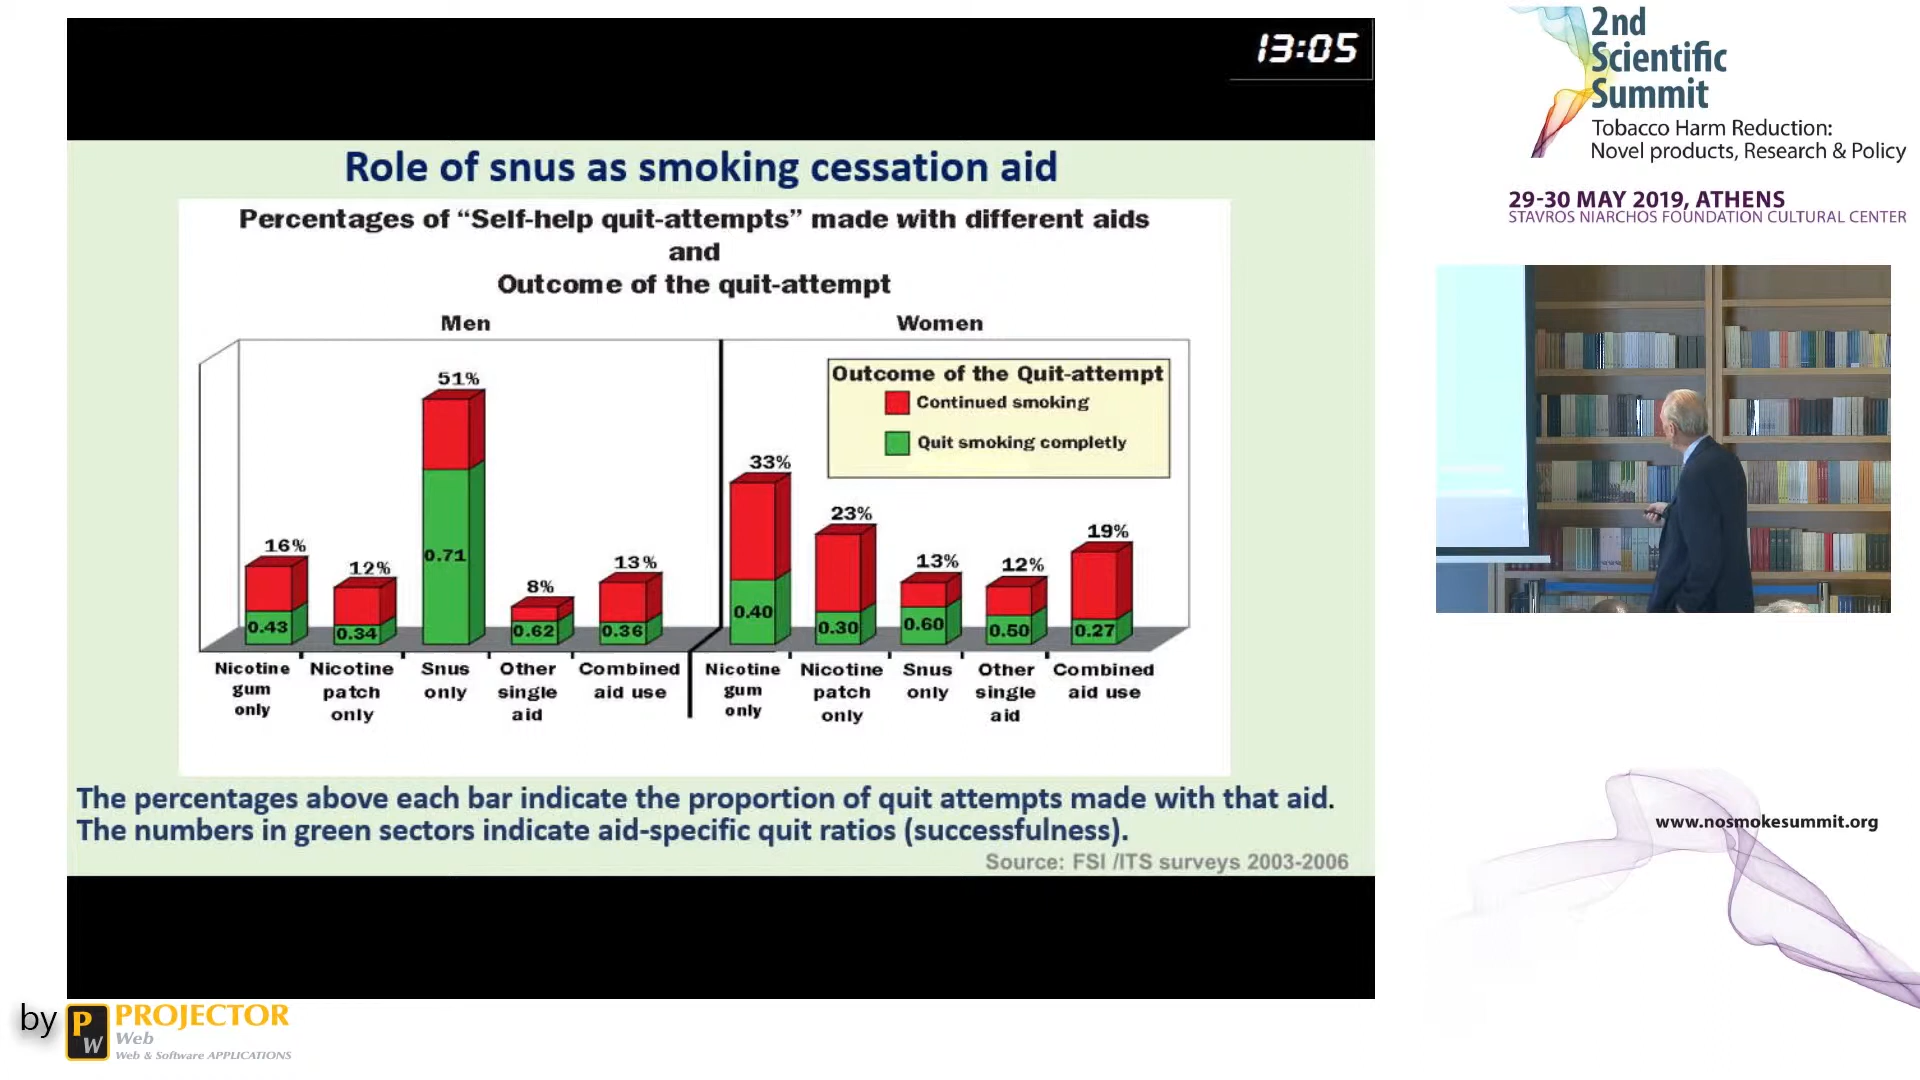 13:05
2nd
Scientific
Summit
Tobacco Harm Reduction:
Novel products, Research & Policy
29-30 MAY 2019, ATHENS
STAVROS NIARCHOS FOUNDATION CULTURAL CENTER
Role of snus as smoking cessation aid
Percentages of “Self-help quit-attempts” made with different aids
and
Outcome of the quit-attempt
Men
Women
Outcome of the Quit-attempt
Continued smoking
Quit smoking completly
16%
12%
51%
8%
13%
33%
23%
13%
12%
19%
0.43
0.34
0.71
0.62
0.36
0.40
0.30
0.60
0.50
0.27
Nicotine
gum
only
Nicotine
patch
only
Snus
only
Other
single
aid
Combined
aid use
Nicotine
gum
only
Nicotine
patch
only
Snus
only
Other
single
aid
Combined
aid use
The percentages above each bar indicate the proportion of quit attempts made with that aid.
The numbers in green sectors indicate aid-specific quit ratios (successfulness).
Source: FSI /ITS surveys 2003-2006
www.nosmokesummit.org
by
PW
PROJECTOR
Web
Web & Software APPLICATIONS